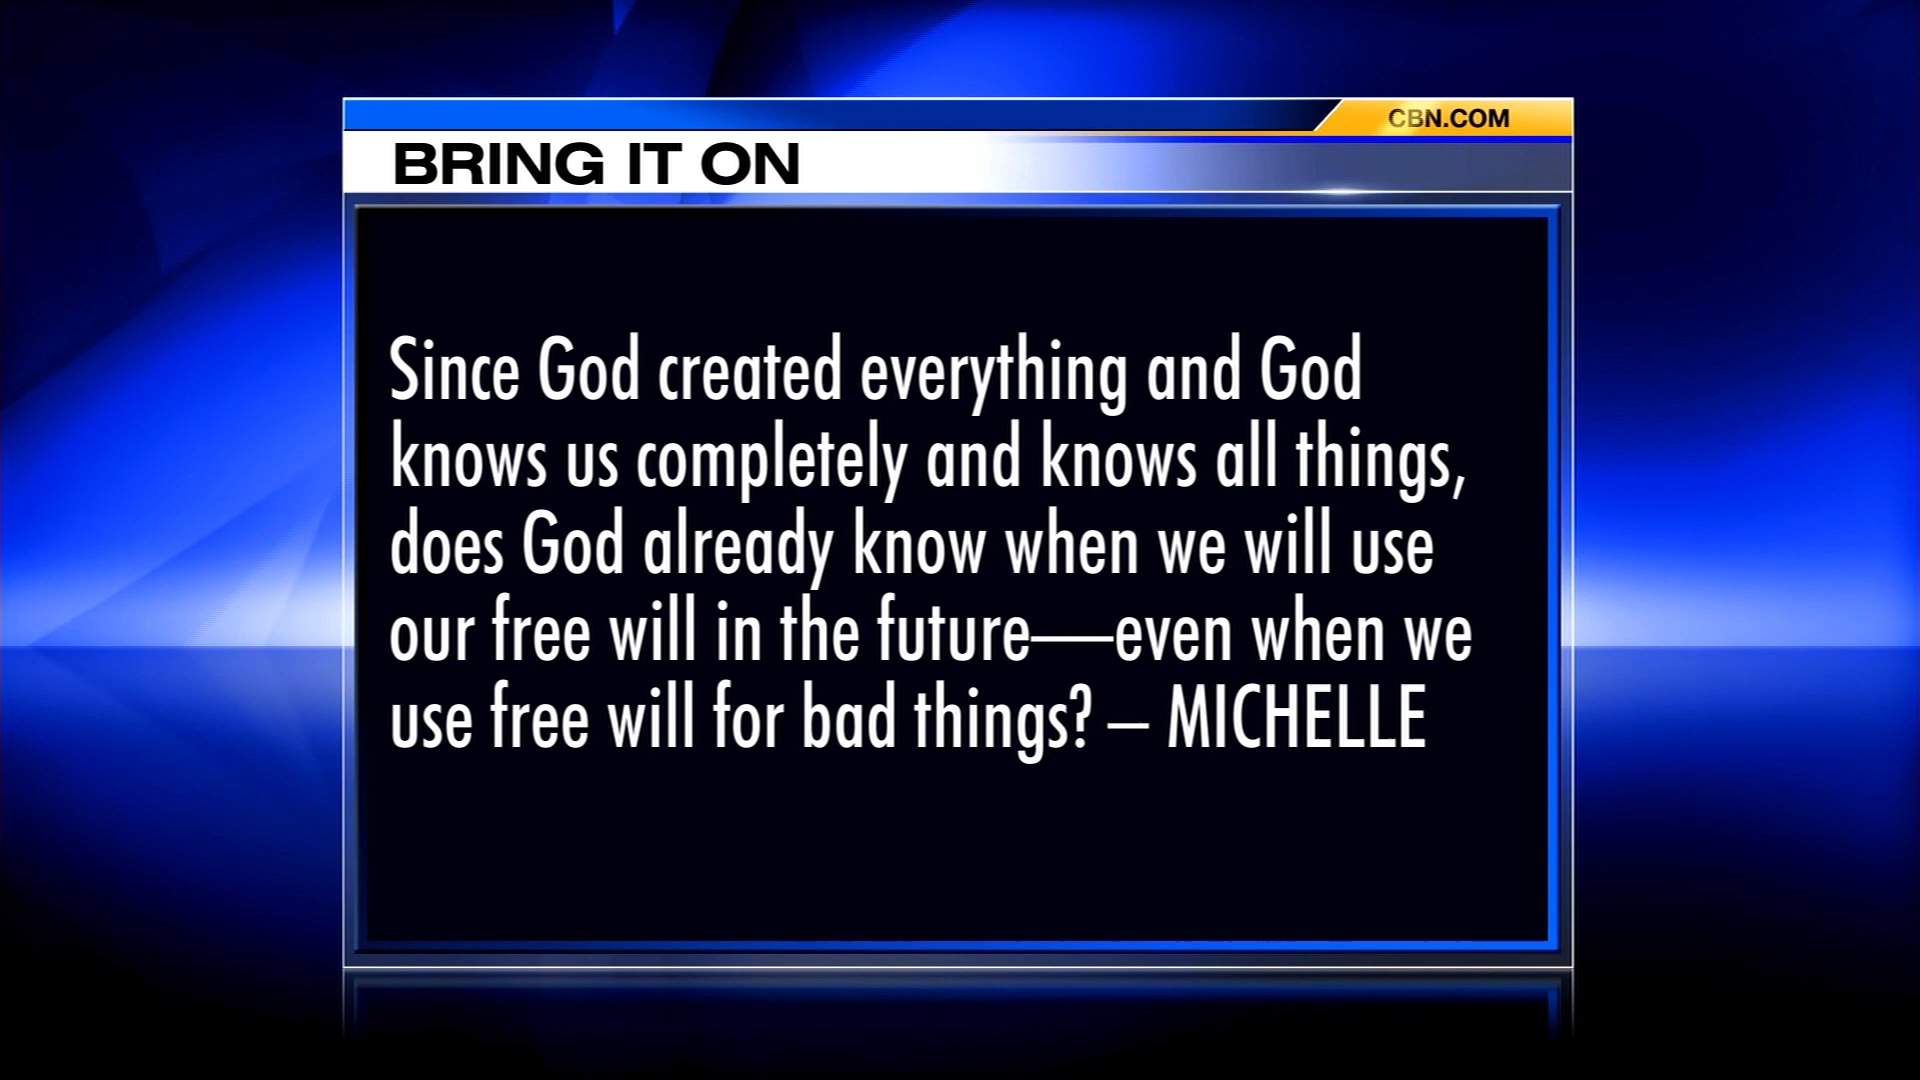 CBN.COM
BRING IT ON
Since God created everything and God
knows us completely and knows all things,
does God already know when we will use
our free will in the future—even when we
use free will for bad things? – MICHELLE